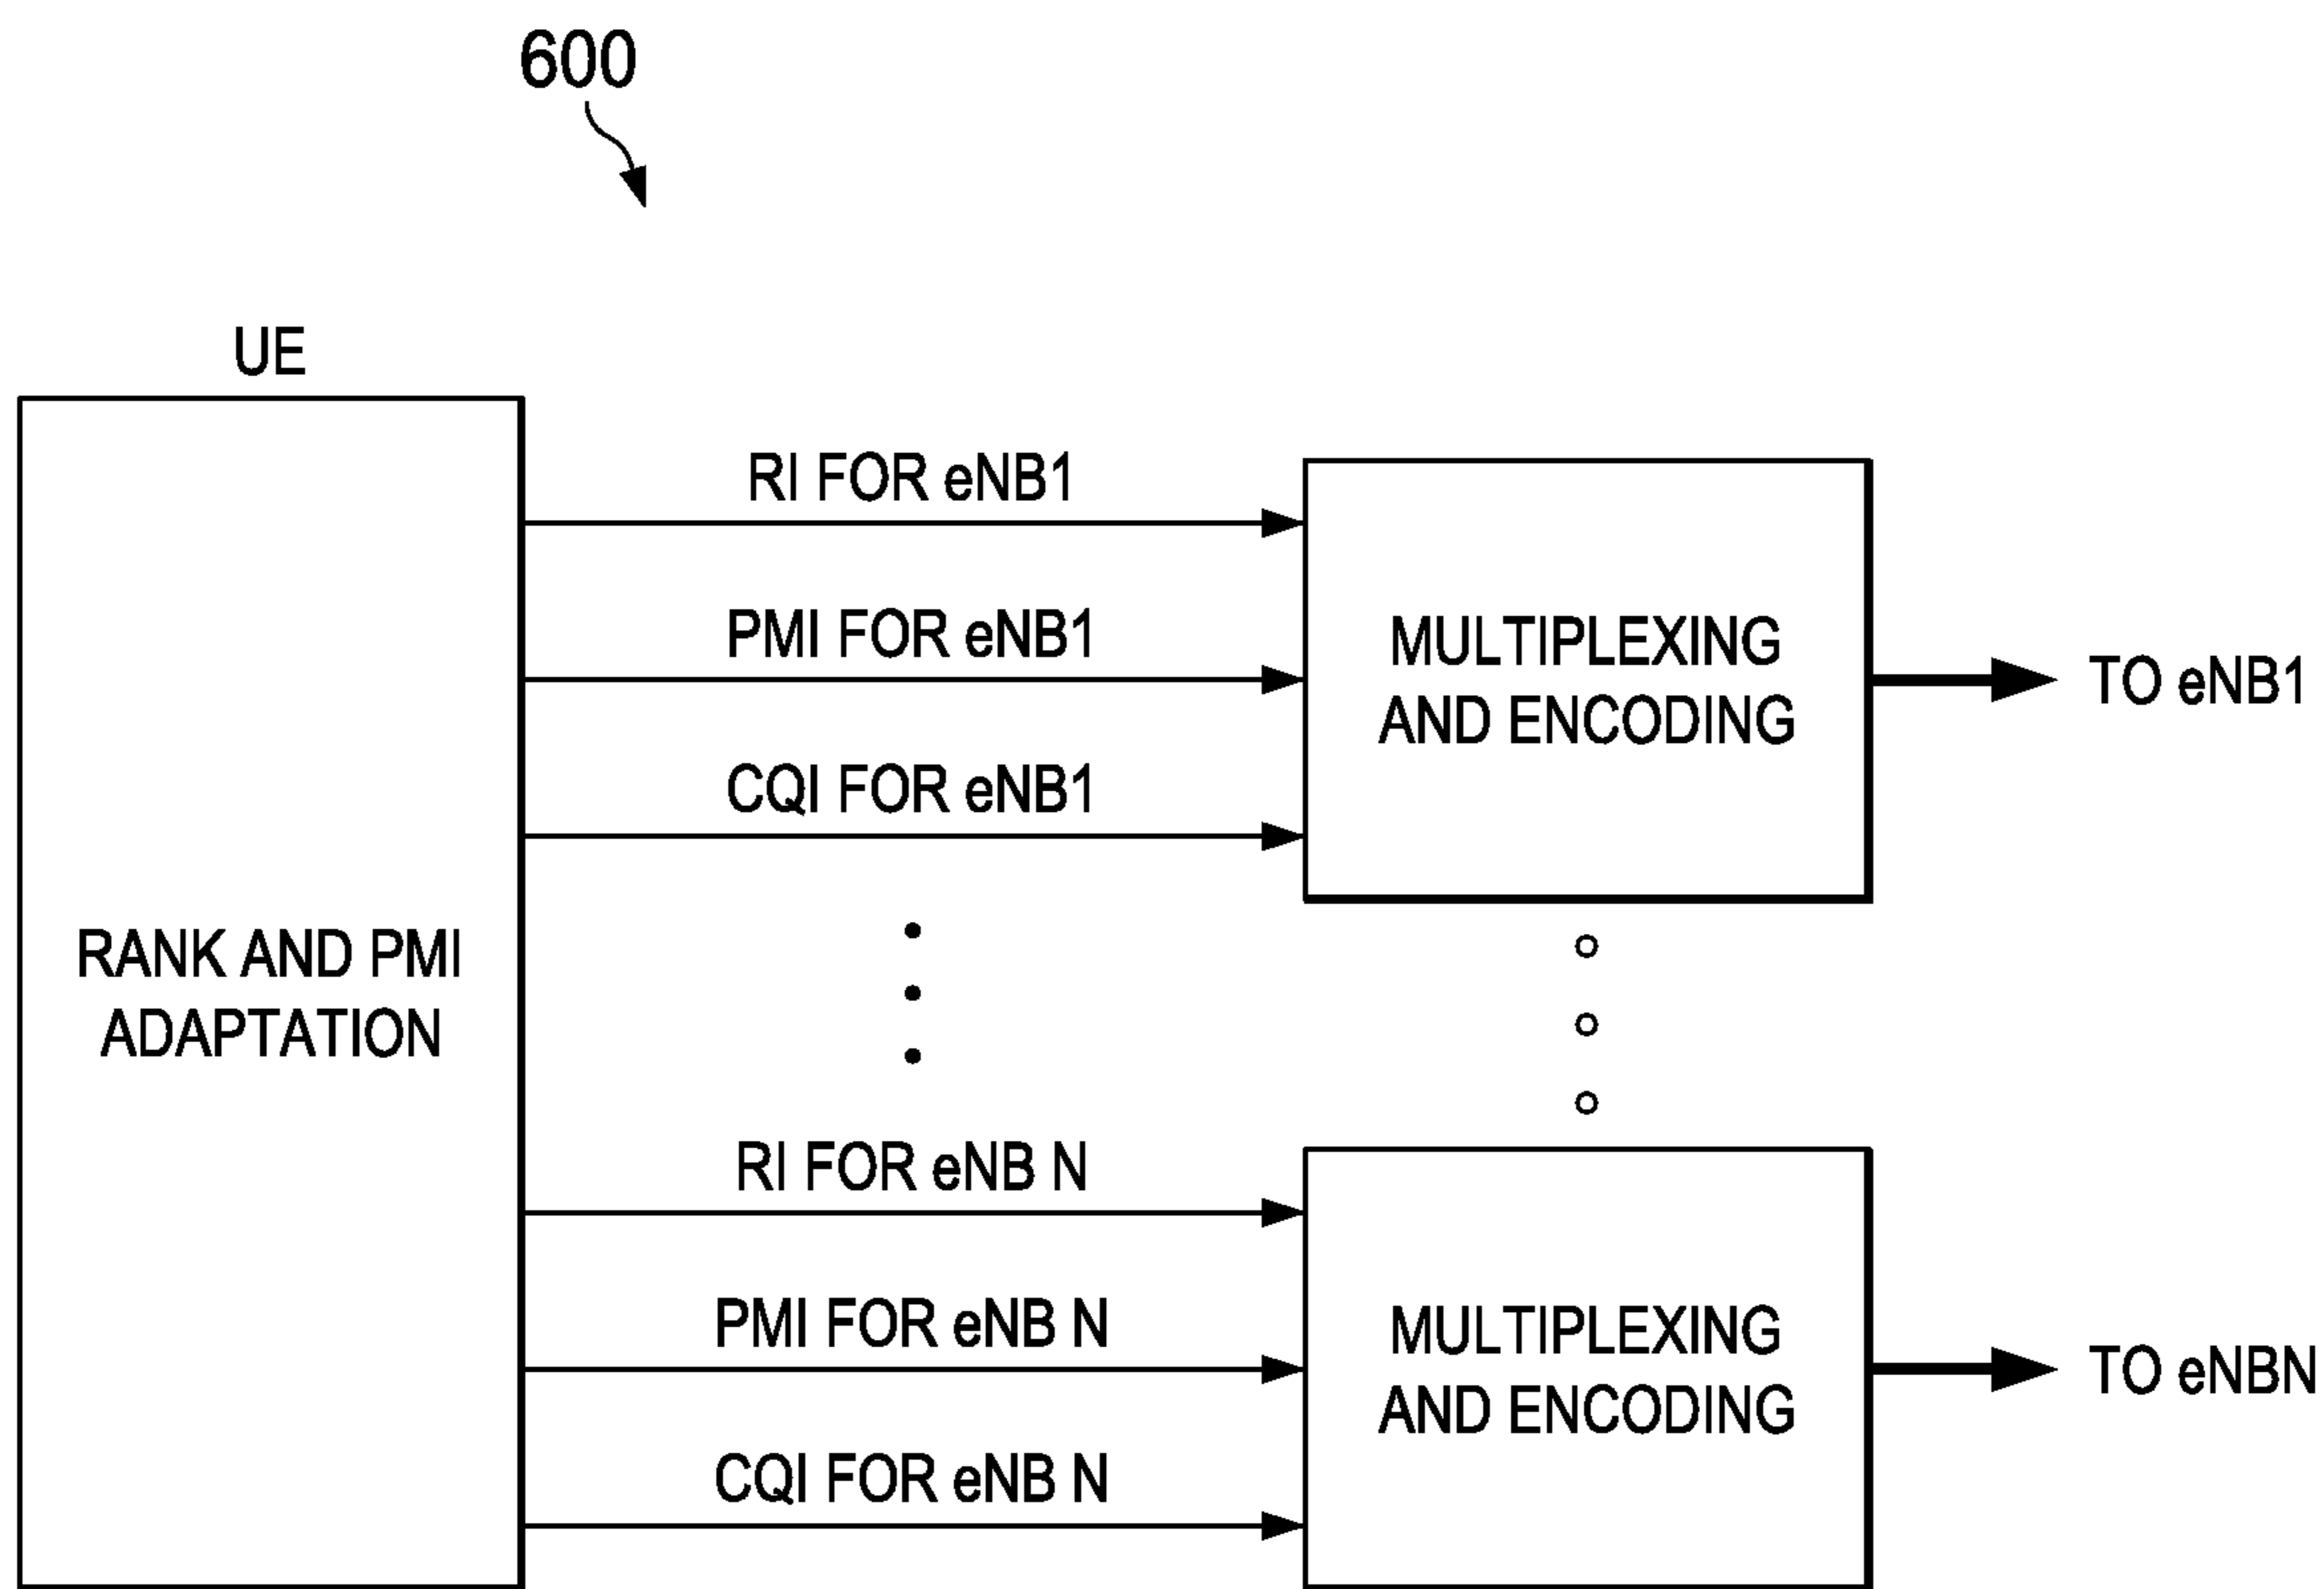 600
UE
RANK AND PMI
ADAPTATION
RI FOR eNB1
PMI FOR eNB1
CQI FOR eNB1
MULTIPLEXING
AND ENCODING
TO eNB1
RI FOR eNB N
PMI FOR eNB N
CQI FOR eNB N
MULTIPLEXING
AND ENCODING
TO eNBN